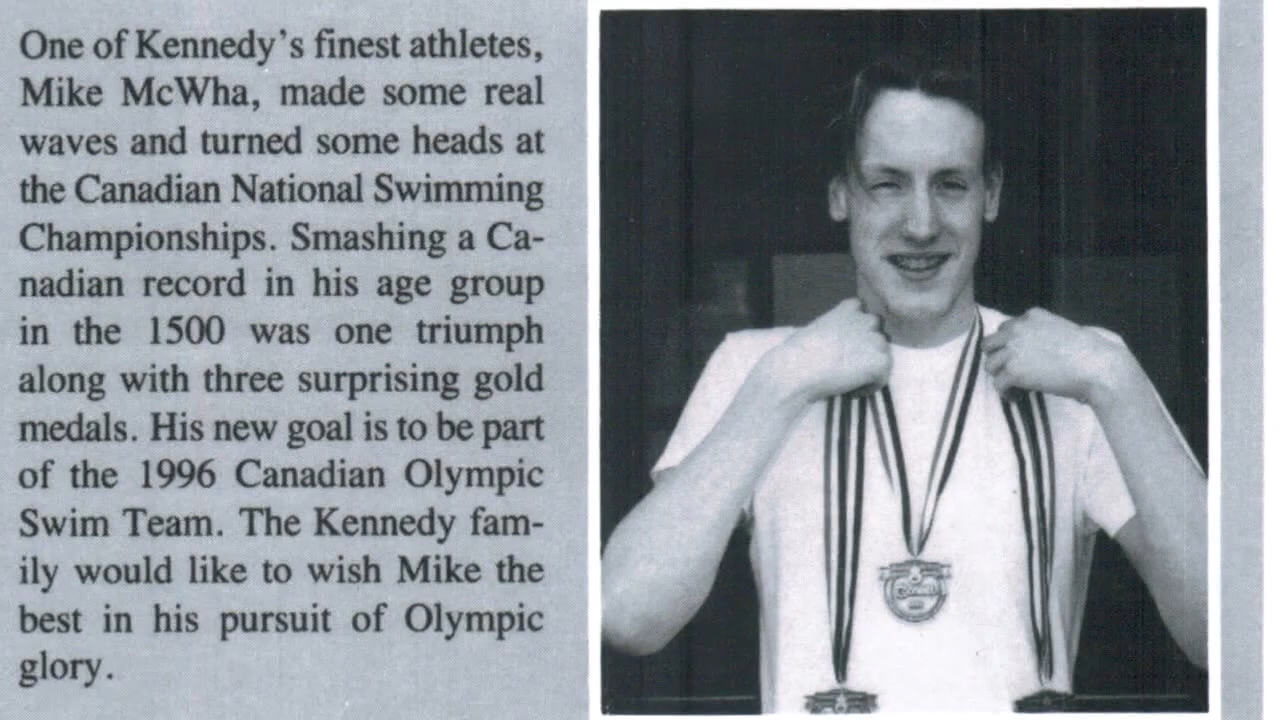 One of Kennedy's finest athletes,
Mike McWha, made some real
waves and turned some heads at
the Canadian National Swimming
Championships. Smashing a Ca-
nadian record in his age group
in the 1500 was one triumph
along with three surprising gold
medals. His new goal is to be part
of the 1996 Canadian Olympic
Swim Team. The Kennedy fam-
ily would like to wish Mike the
best in his pursuit of Olympic
glory.